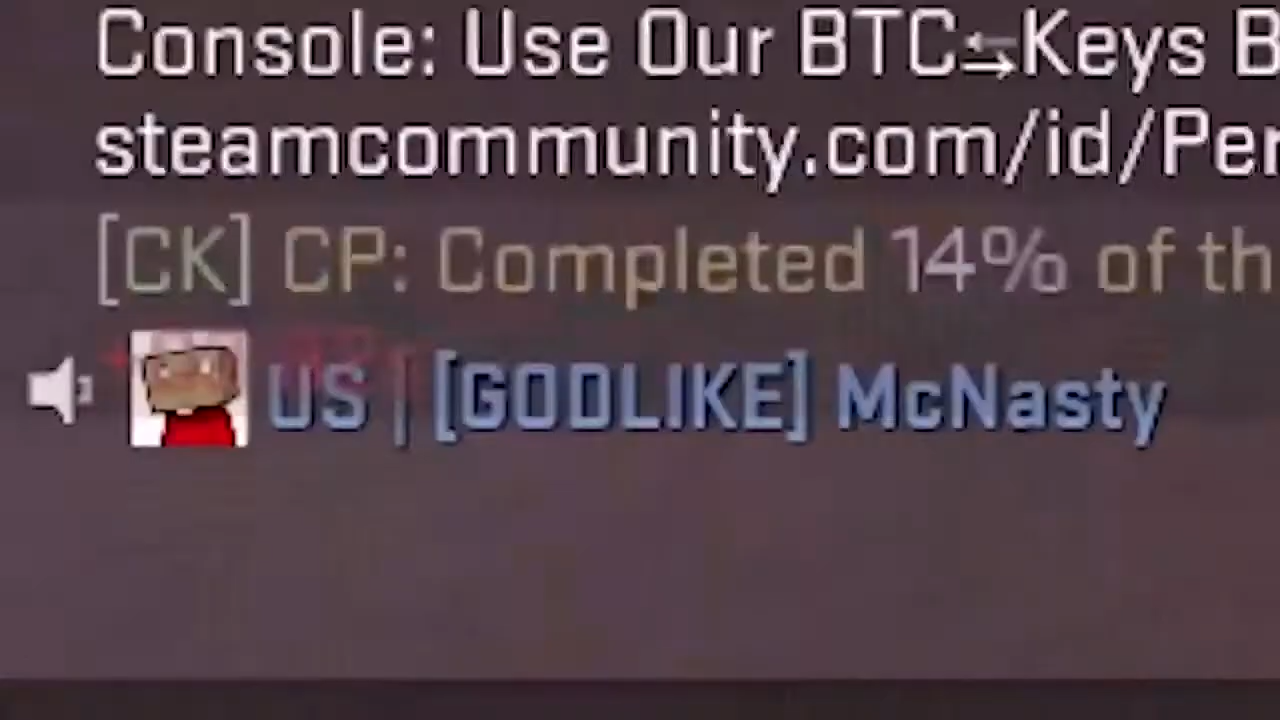 Console: Use Our BTC⇆Keys B
steamcommunity.com/id/Per
[CK] CP: Completed 14% of th
US | [GODLIKE] McNasty